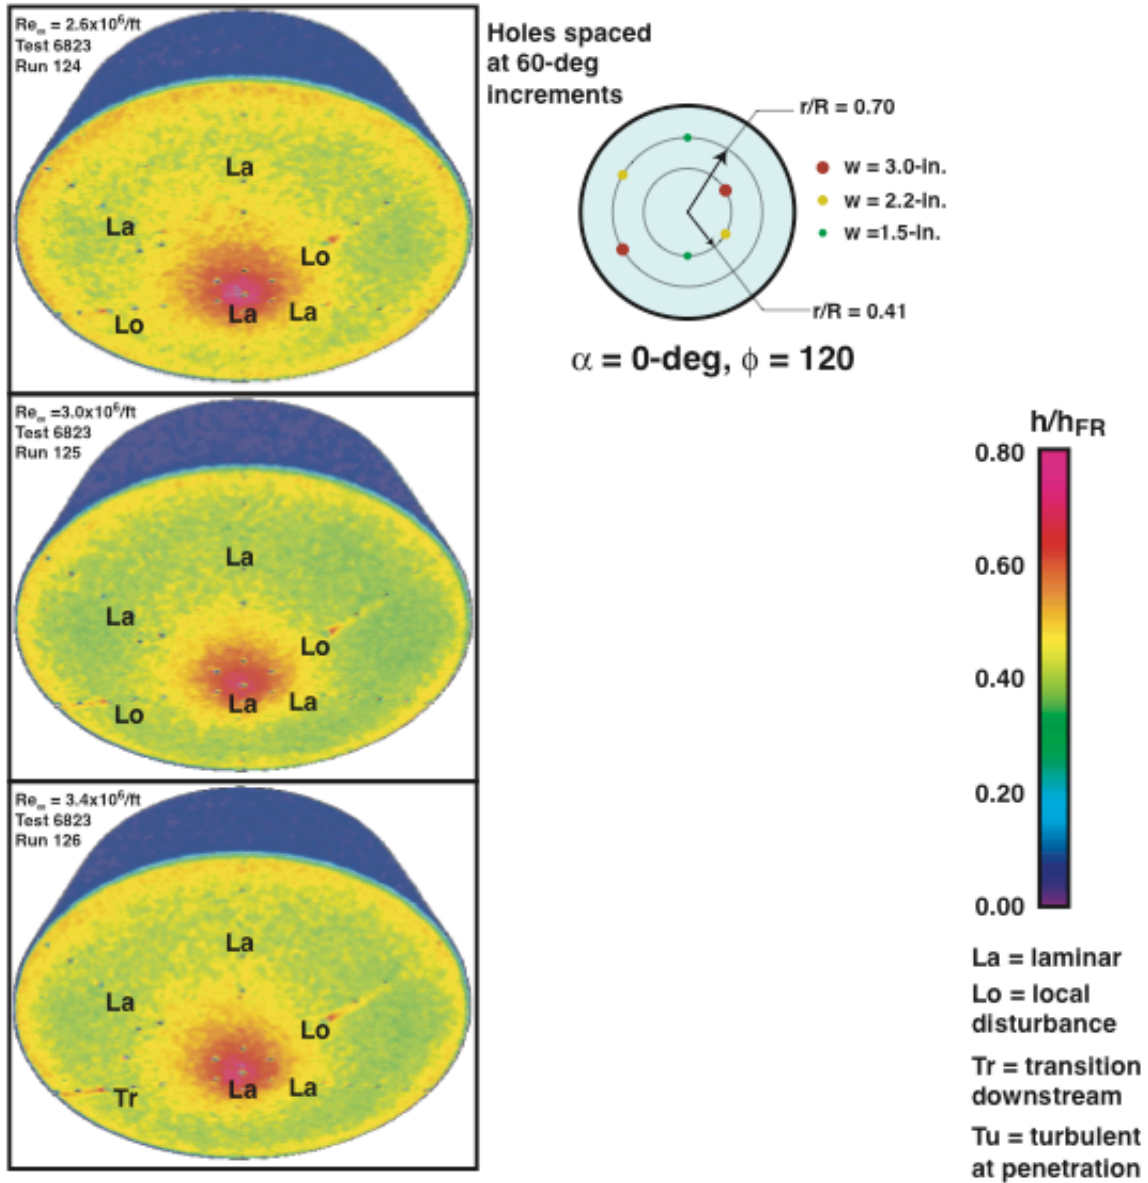 Re∞ = 2.6x10⁶/ft
Test 6823
Run 124
La
La
Lo
La
La
Lo
Holes spaced
at 60-deg
increments
r/R = 0.70
w = 3.0-in.
w = 2.2-in.
w =1.5-in.
r/R = 0.41
α = 0-deg, ϕ = 120
Re∞ =3.0x10⁶/ft
Test 6823
Run 125
La
La
Lo
La
La
Lo
Re∞ = 3.4x10⁶/ft
Test 6823
Run 126
La
La
Lo
La
La
Tr
h/hFR
0.80
0.60
0.40
0.20
0.00
La = laminar
Lo = local
disturbance
Tr = transition
downstream
Tu = turbulent
at penetration